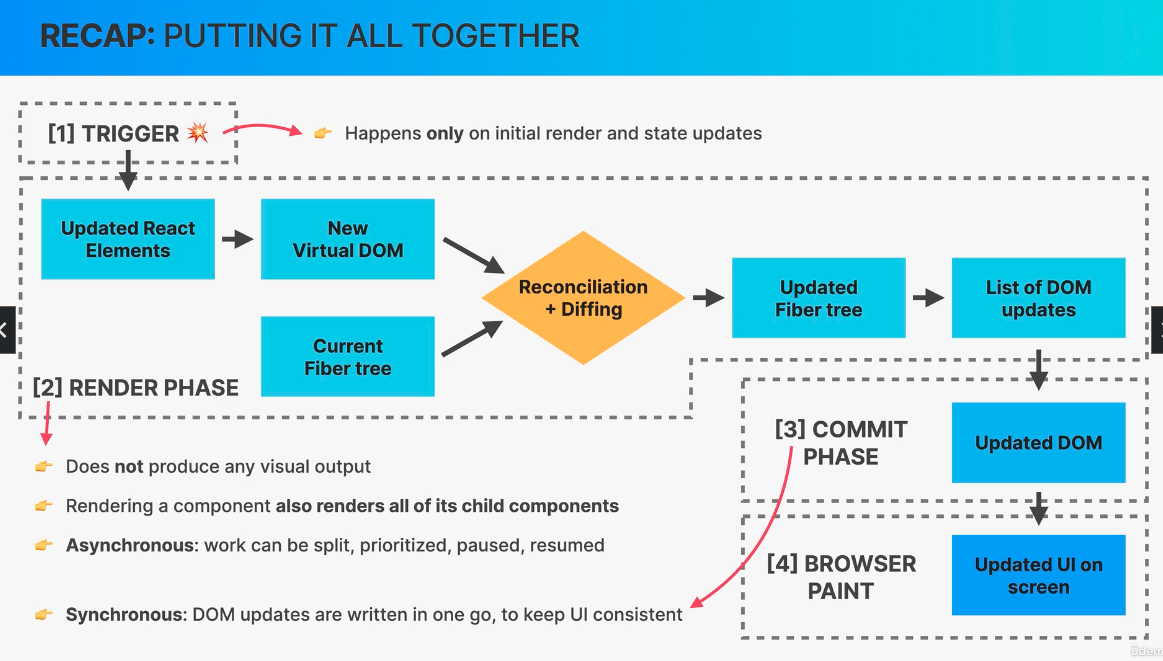 RECAP: PUTTING IT ALL TOGETHER
[1] TRIGGER 💥
👉 Happens only on initial render and state updates
Updated React
Elements
New
Virtual DOM
Current
Fiber tree
Reconciliation
+ Diffing
Updated
Fiber tree
List of DOM
updates
[2] RENDER PHASE
👉 Does not produce any visual output
👉 Rendering a component also renders all of its child components
👉 Asynchronous: work can be split, prioritized, paused, resumed
[3] COMMIT
PHASE
Updated DOM
👉 Synchronous: DOM updates are written in one go, to keep UI consistent
[4] BROWSER
PAINT
Updated UI on
screen